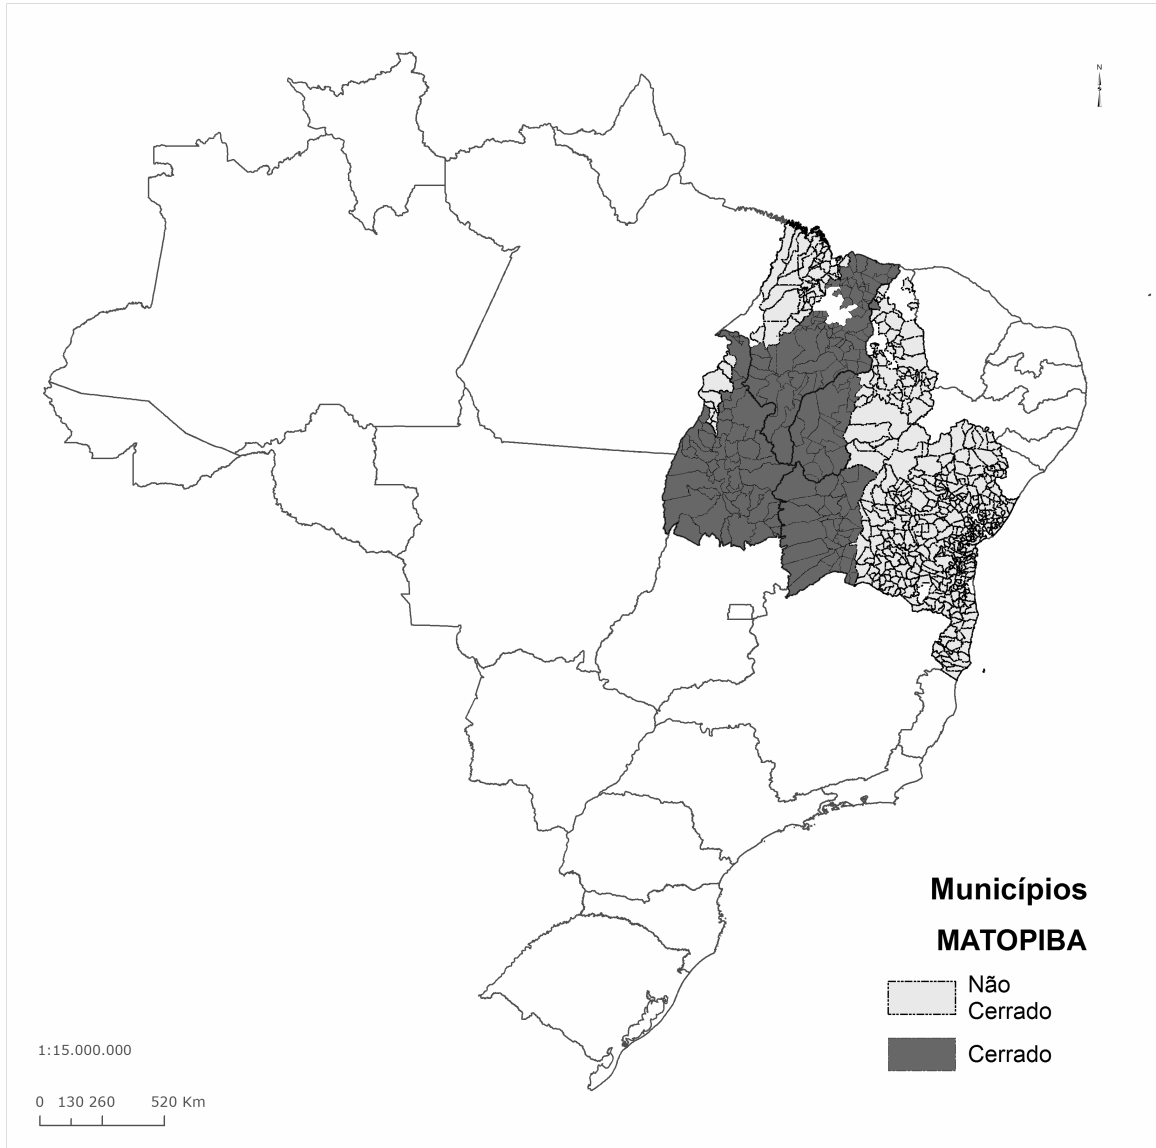 N
Municípios
MATOPIBA
Não
Cerrado
Cerrado
1:15.000.000
0 130 260 520 Km